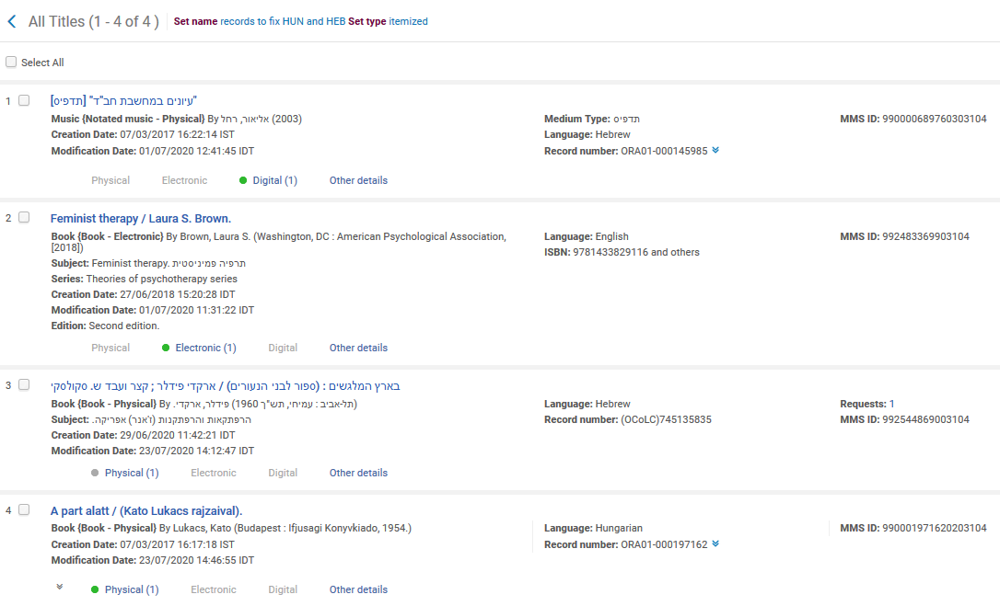 All Titles (1 - 4 of 4 ) Set name records to fix HUN and HEB Set type itemized
Select All
1 "עיונים במחשבת חב"ד" [תדפיס]
Music {Notated music - Physical} By אליאור, רחל (2003)
Creation Date: 07/03/2017 16:22:14 IST
Modification Date: 01/07/2020 12:41:45 IDT
Medium Type: תדפיס
Language: Hebrew
Record number: ORA01-000145985
MMS ID: 990000689760303104
Physical Electronic Digital (1) Other details
2 Feminist therapy / Laura S. Brown.
Book {Book - Electronic} By Brown, Laura S. (Washington, DC : American Psychological Association,
[2018])
Subject: Feminist therapy. תרפיה פמיניסטית
Series: Theories of psychotherapy series
Creation Date: 27/06/2018 15:20:28 IDT
Modification Date: 01/07/2020 11:31:22 IDT
Edition: Second edition.
Language: English
ISBN: 9781433829116 and others
MMS ID: 992483369903104
Physical Electronic (1) Digital Other details
3 בארץ המלגשים : (ספור לבני הנעורים) / ארקדי פידלר ; קצר ועבד ש. סקולסקי
Book {Book - Physical} By פידלר, ארקדי. (תל-אביב : עמיחי, תש"ך 1960)
Subject: הרפתקאות והרפתקנות (ז'אנר) אפריקה.
Creation Date: 29/06/2020 11:42:21 IDT
Modification Date: 23/07/2020 14:12:47 IDT
Language: Hebrew
Record number: (OCoLC)745135835
Requests: 1
MMS ID: 992544869003104
Physical (1) Electronic Digital Other details
4 A part alatt / (Kato Lukacs rajzaival).
Book {Book - Physical} By Lukacs, Kato (Budapest : Ifjusagi Konyvkiado, 1954.)
Creation Date: 07/03/2017 16:17:18 IST
Modification Date: 23/07/2020 14:46:55 IDT
Language: Hungarian
Record number: ORA01-000197162
MMS ID: 990001971620203104
Physical (1) Electronic Digital Other details